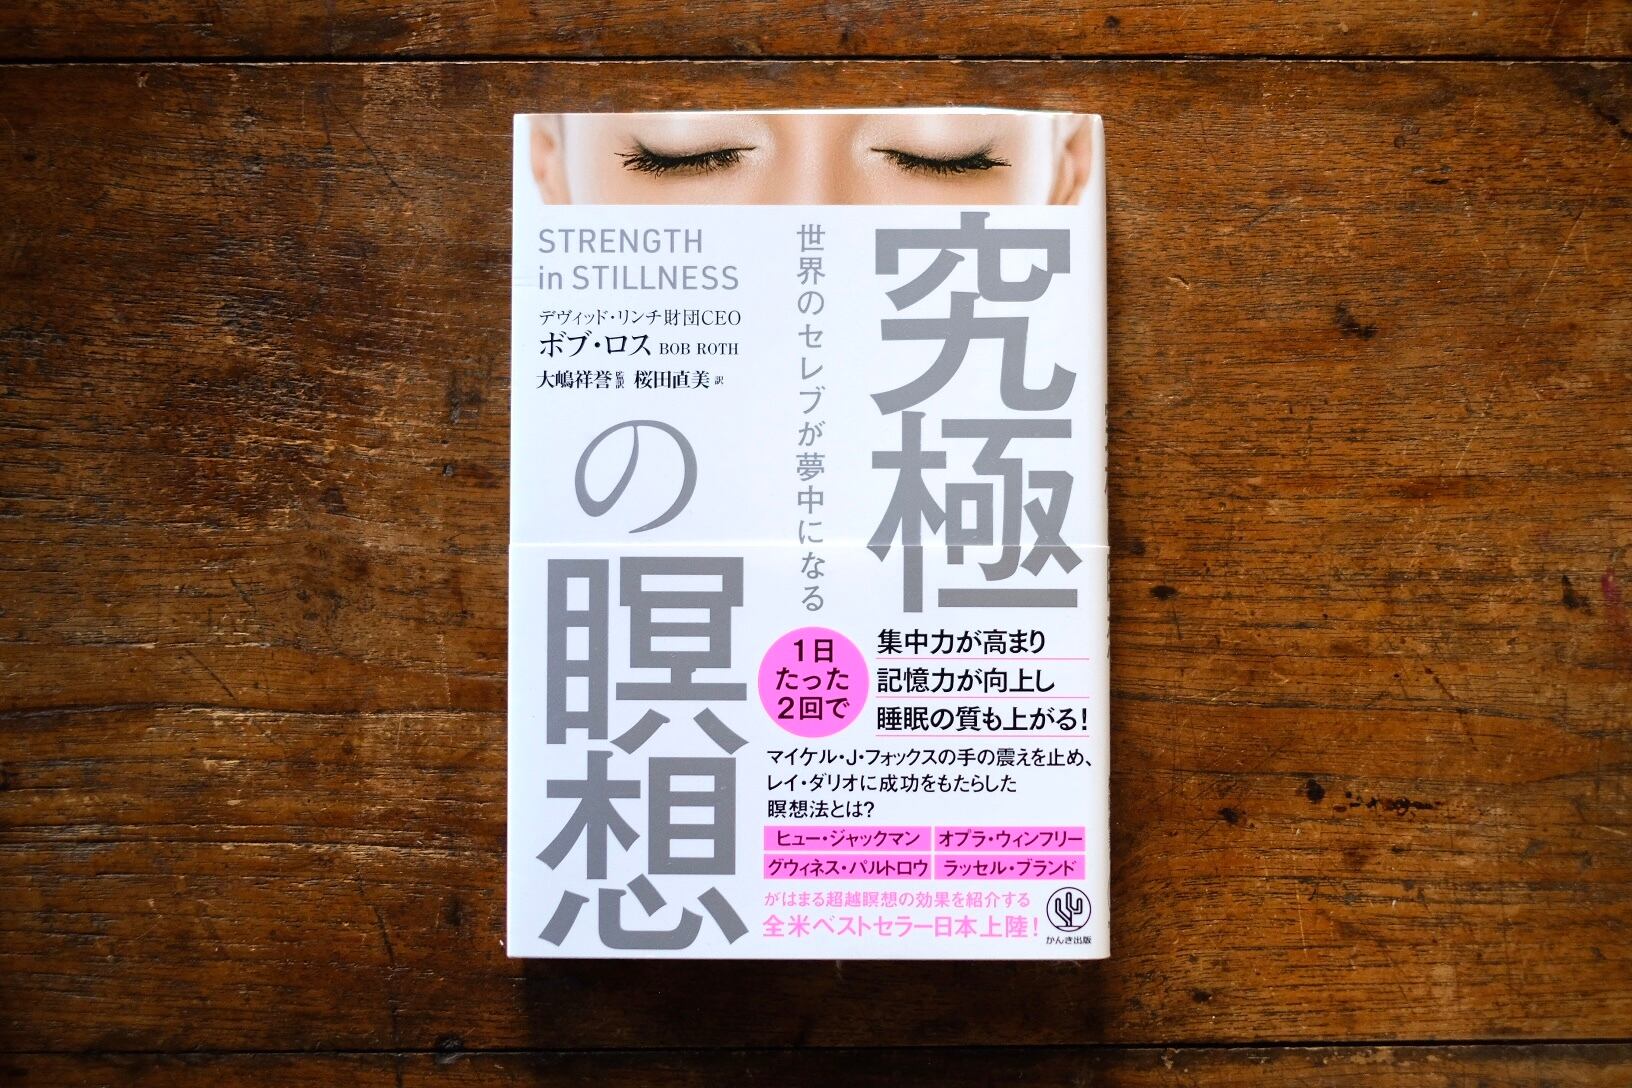 究極
の
瞑想
世界のセレブが夢中になる
STRENGTH
in STILLNESS
デヴィッド・リンチ財団CEO
ボブ・ロス BOB ROTH
大嶋祥誉 監訳 桜田直美 訳
1日
たった
2回で
集中力が高まり
記憶力が向上し
睡眠の質も上がる!
マイケル・J・フォックスの手の震えを止め、
レイ・ダリオに成功をもたらした
瞑想法とは?
ヒュー・ジャックマン オプラ・ウィンフリー
グウィネス・パルトロウ ラッセル・ブランド
がはまる超越瞑想の効果を紹介する
全米ベストセラー日本上陸!
かんき出版